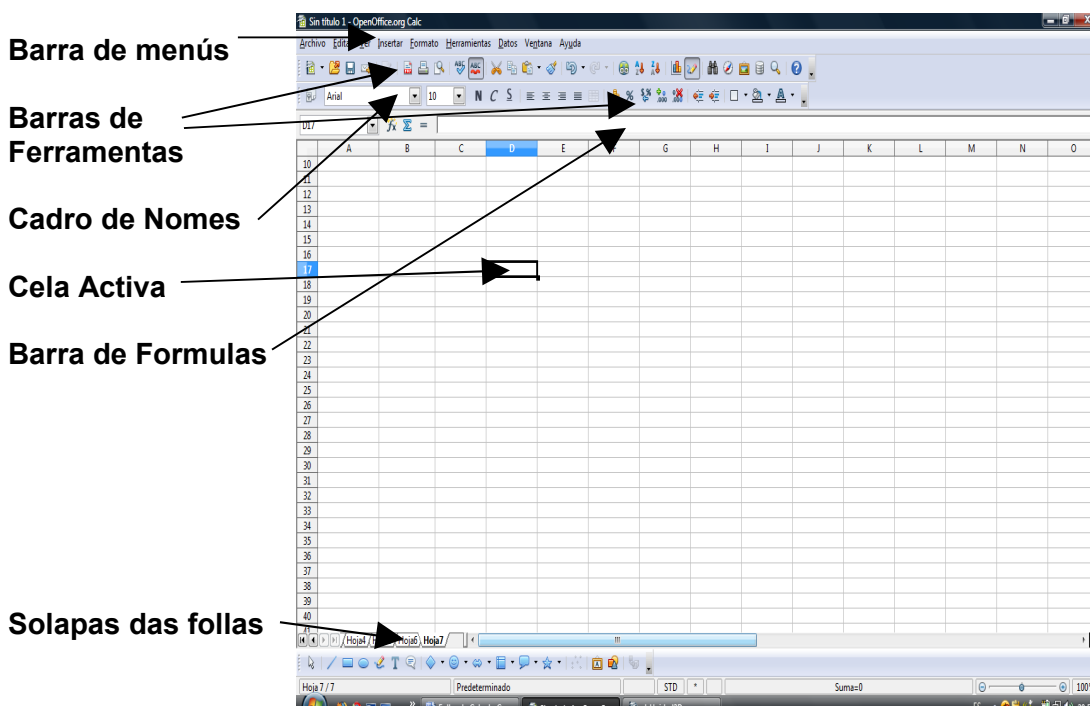 Sin título 1 - OpenOffice.org Calc
Barra de menús
Archivo Insertar Formato Herramientas Datos Ventana Ayuda
Barras de
Ferramentas
Arial 10 N C S
D17
A B C D E F G H I J K L M N O
10
11
12
13
14
15
16
17
18
19
20
21
22
23
24
25
26
27
28
29
30
31
32
33
34
35
36
37
38
39
40
Cadro de Nomes
Cela Activa
Barra de Formulas
Solapas das follas
Hoja4 Hoja6 Hoja7
Hoja 7 / 7 Predeterminado STD * Suma=0 100%